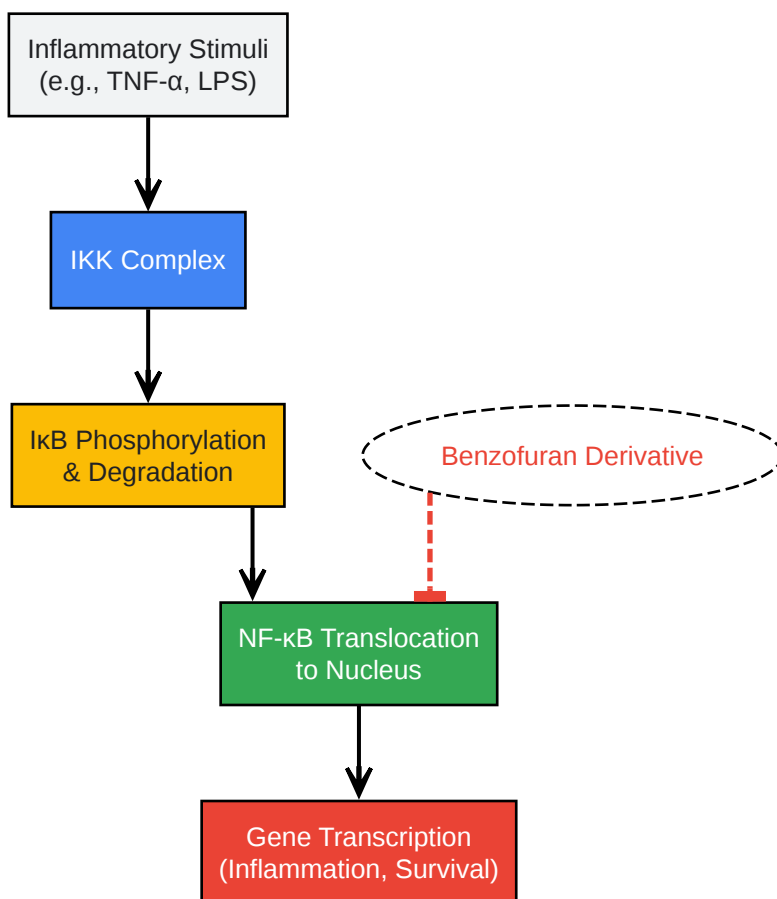 Inflammatory Stimuli
(e.g., TNF-α, LPS)
IKK Complex
IκB Phosphorylation
& Degradation
Benzofuran Derivative
NF-κB Translocation
to Nucleus
Gene Transcription
(Inflammation, Survival)